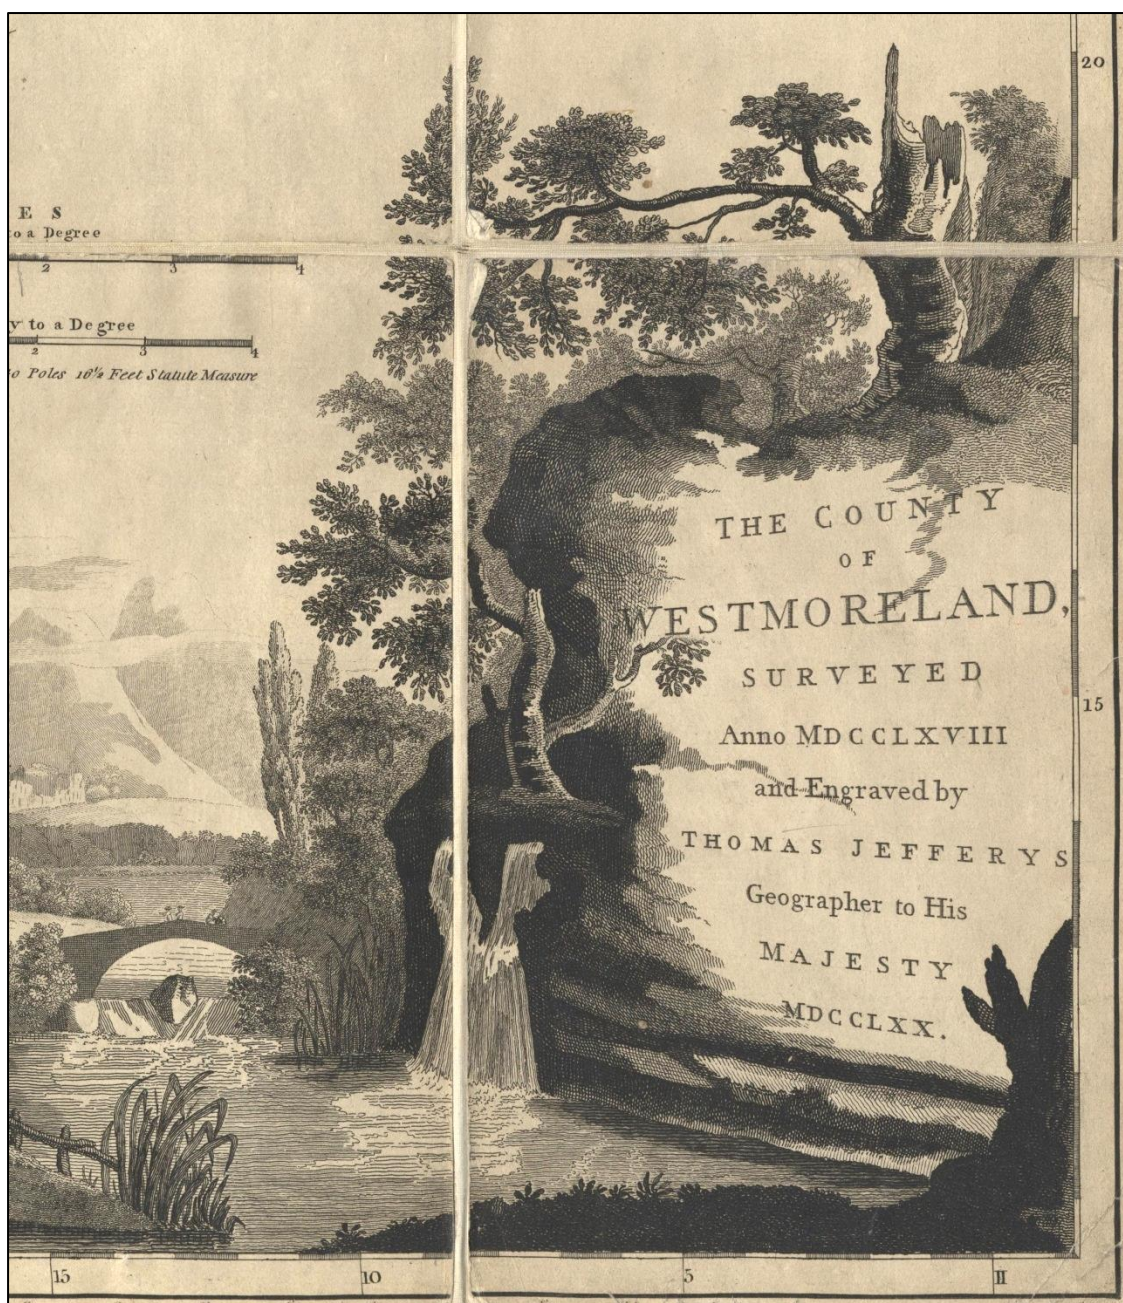 E S
to a Degree
2 3 4
y to a Degree
2 3 4
Poles 16½ Feet Statute Measure
THE COUNTY
OF
WESTMORELAND,
SURVEYED
Anno MDCCLXVIII
and Engraved by
THOMAS JEFFERYS
Geographer to His
MAJESTY
MDCCLXX.
20
15
15 10 5 II